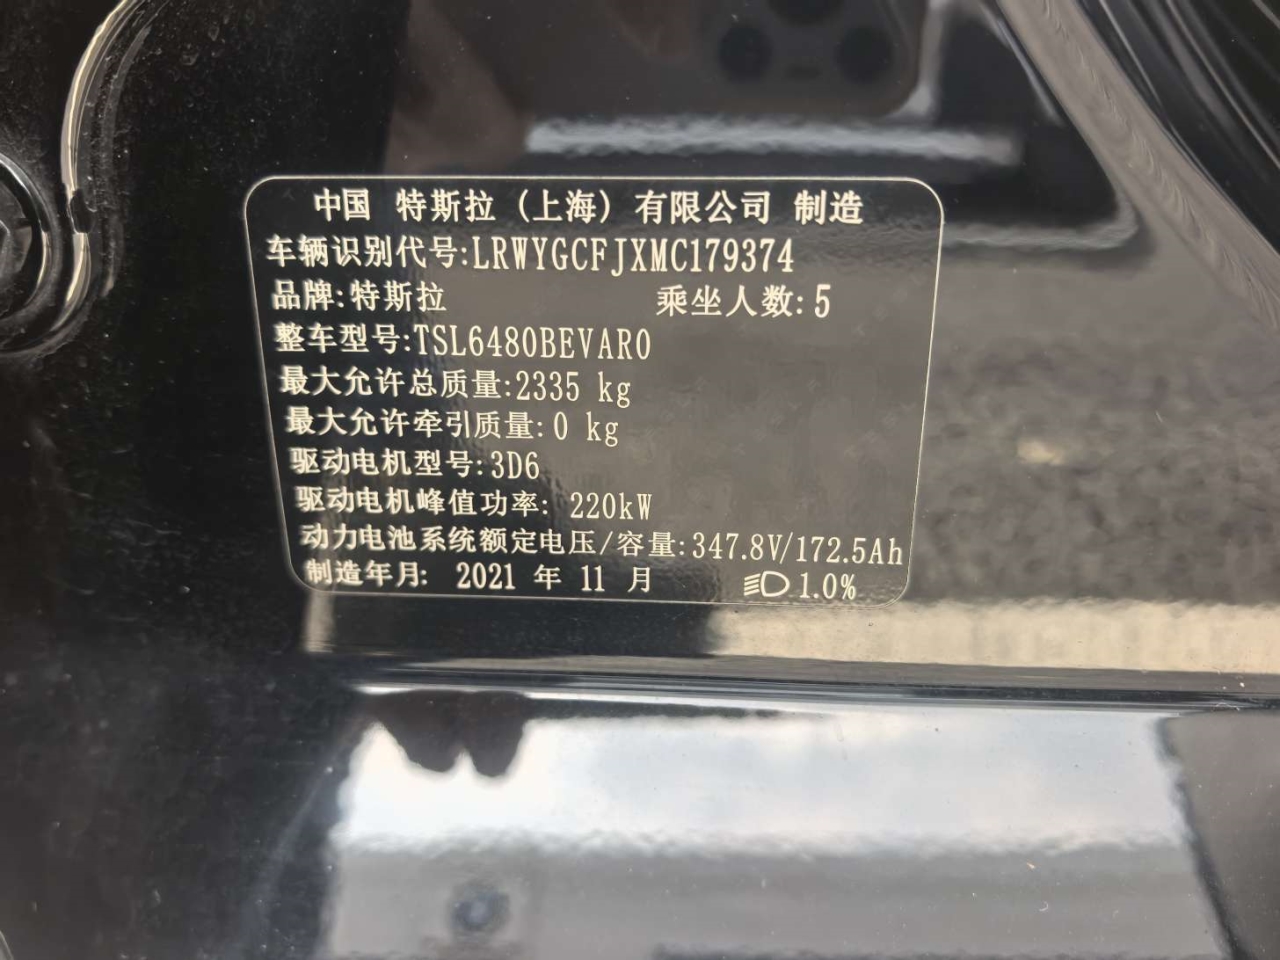 中国 特斯拉（上海）有限公司 制造
车辆识别代号:LRWYGCFJXMC179374
品牌:特斯拉 乘坐人数:5
整车型号:TSL6480BEVAR0
最大允许总质量:2335 kg
最大允许牵引质量:0 kg
驱动电机型号:3D6
驱动电机峰值功率: 220kW
动力电池系统额定电压/容量:347.8V/172.5Ah
制造年月: 2021 年 11 月 1.0%